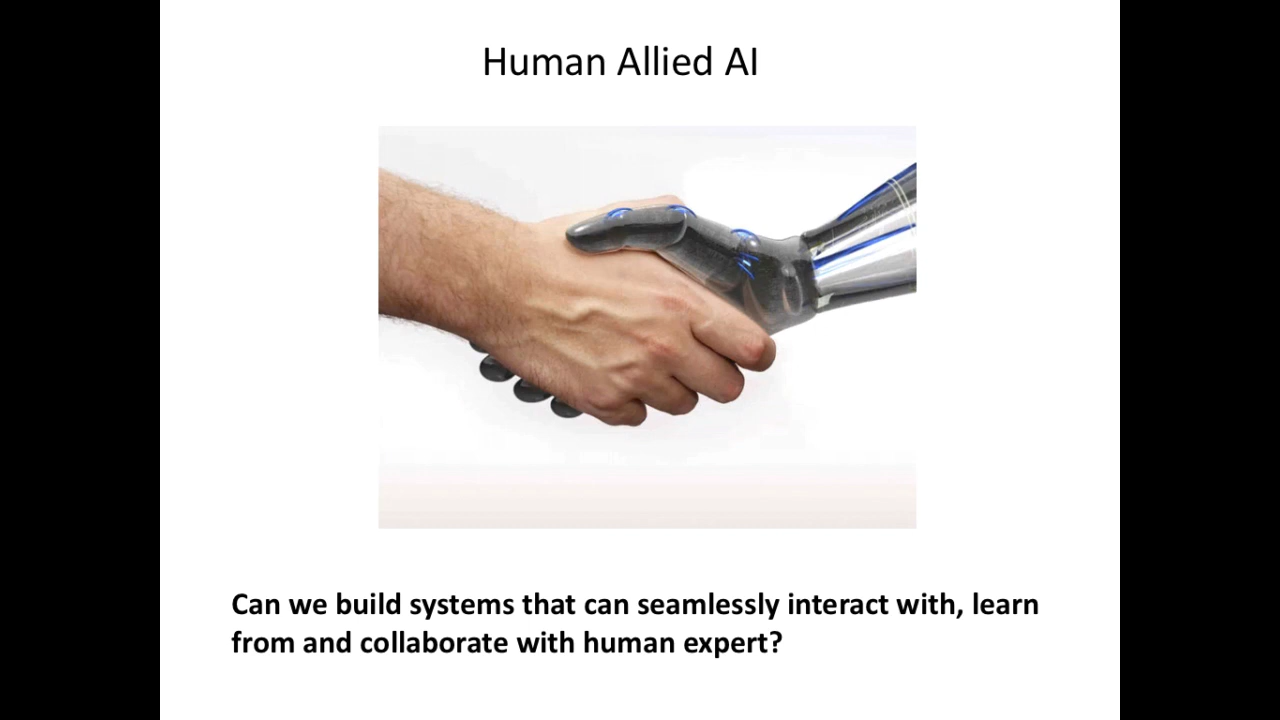 Human Allied AI
Can we build systems that can seamlessly interact with, learn
from and collaborate with human expert?